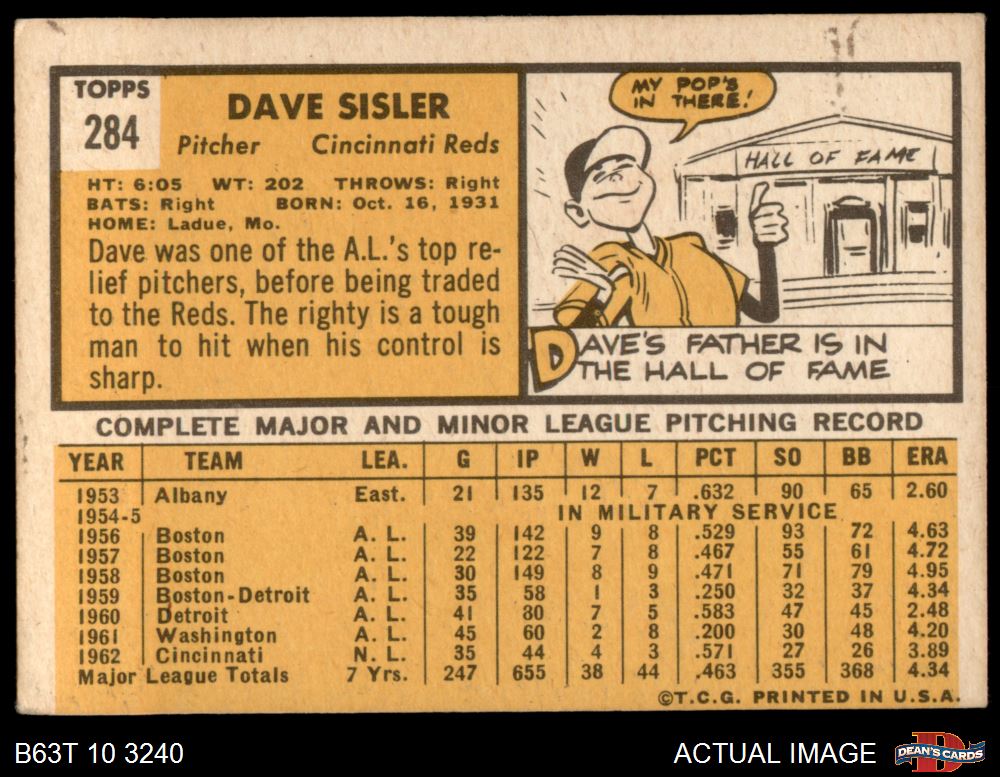 TOPPS
284
DAVE SISLER
Pitcher Cincinnati Reds
HT: 6:05 WT: 202 THROWS: Right
BATS: Right BORN: Oct. 16, 1931
HOME: Ladue, Mo.
Dave was one of the A.L.'s top re-
lief pitchers, before being traded
to the Reds. The righty is a tough
man to hit when his control is
sharp.
MY POP'S
IN THERE!
HALL OF FAME
DAVE'S FATHER IS IN
THE HALL OF FAME
COMPLETE MAJOR AND MINOR LEAGUE PITCHING RECORD
YEAR TEAM LEA. G IP W L PCT SO BB ERA
1953 Albany East. 21 135 12 7 .632 90 65 2.60
1954-5 IN MILITARY SERVICE
1956 Boston A. L. 39 142 9 8 .529 93 72 4.63
1957 Boston A. L. 22 122 7 8 .467 55 61 4.72
1958 Boston A. L. 30 149 8 9 .471 71 79 4.95
1959 Boston-Detroit A. L. 35 58 1 3 .250 32 37 4.34
1960 Detroit A. L. 41 80 7 5 .583 47 45 2.48
1961 Washington A. L. 45 60 2 8 .200 30 48 4.20
1962 Cincinnati N. L. 35 44 4 3 .571 27 26 3.89
Major League Totals 7 Yrs. 247 655 38 44 .463 355 368 4.34
©T.C.G. PRINTED IN U.S.A.
B63T 10 3240 ACTUAL IMAGE
DEAN'S CARDS